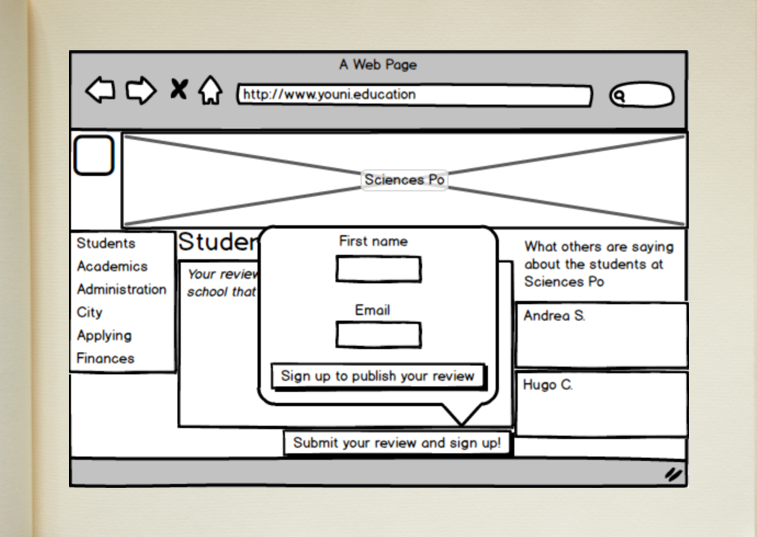 A Web Page
http://www.youni.education
Sciences Po
Students
Academics
Administration
City
Applying
Finances
Your review
school that
First name
Email
Sign up to publish your review
Submit your review and sign up!
What others are saying
about the students at
Sciences Po
Andrea S.
Hugo C.